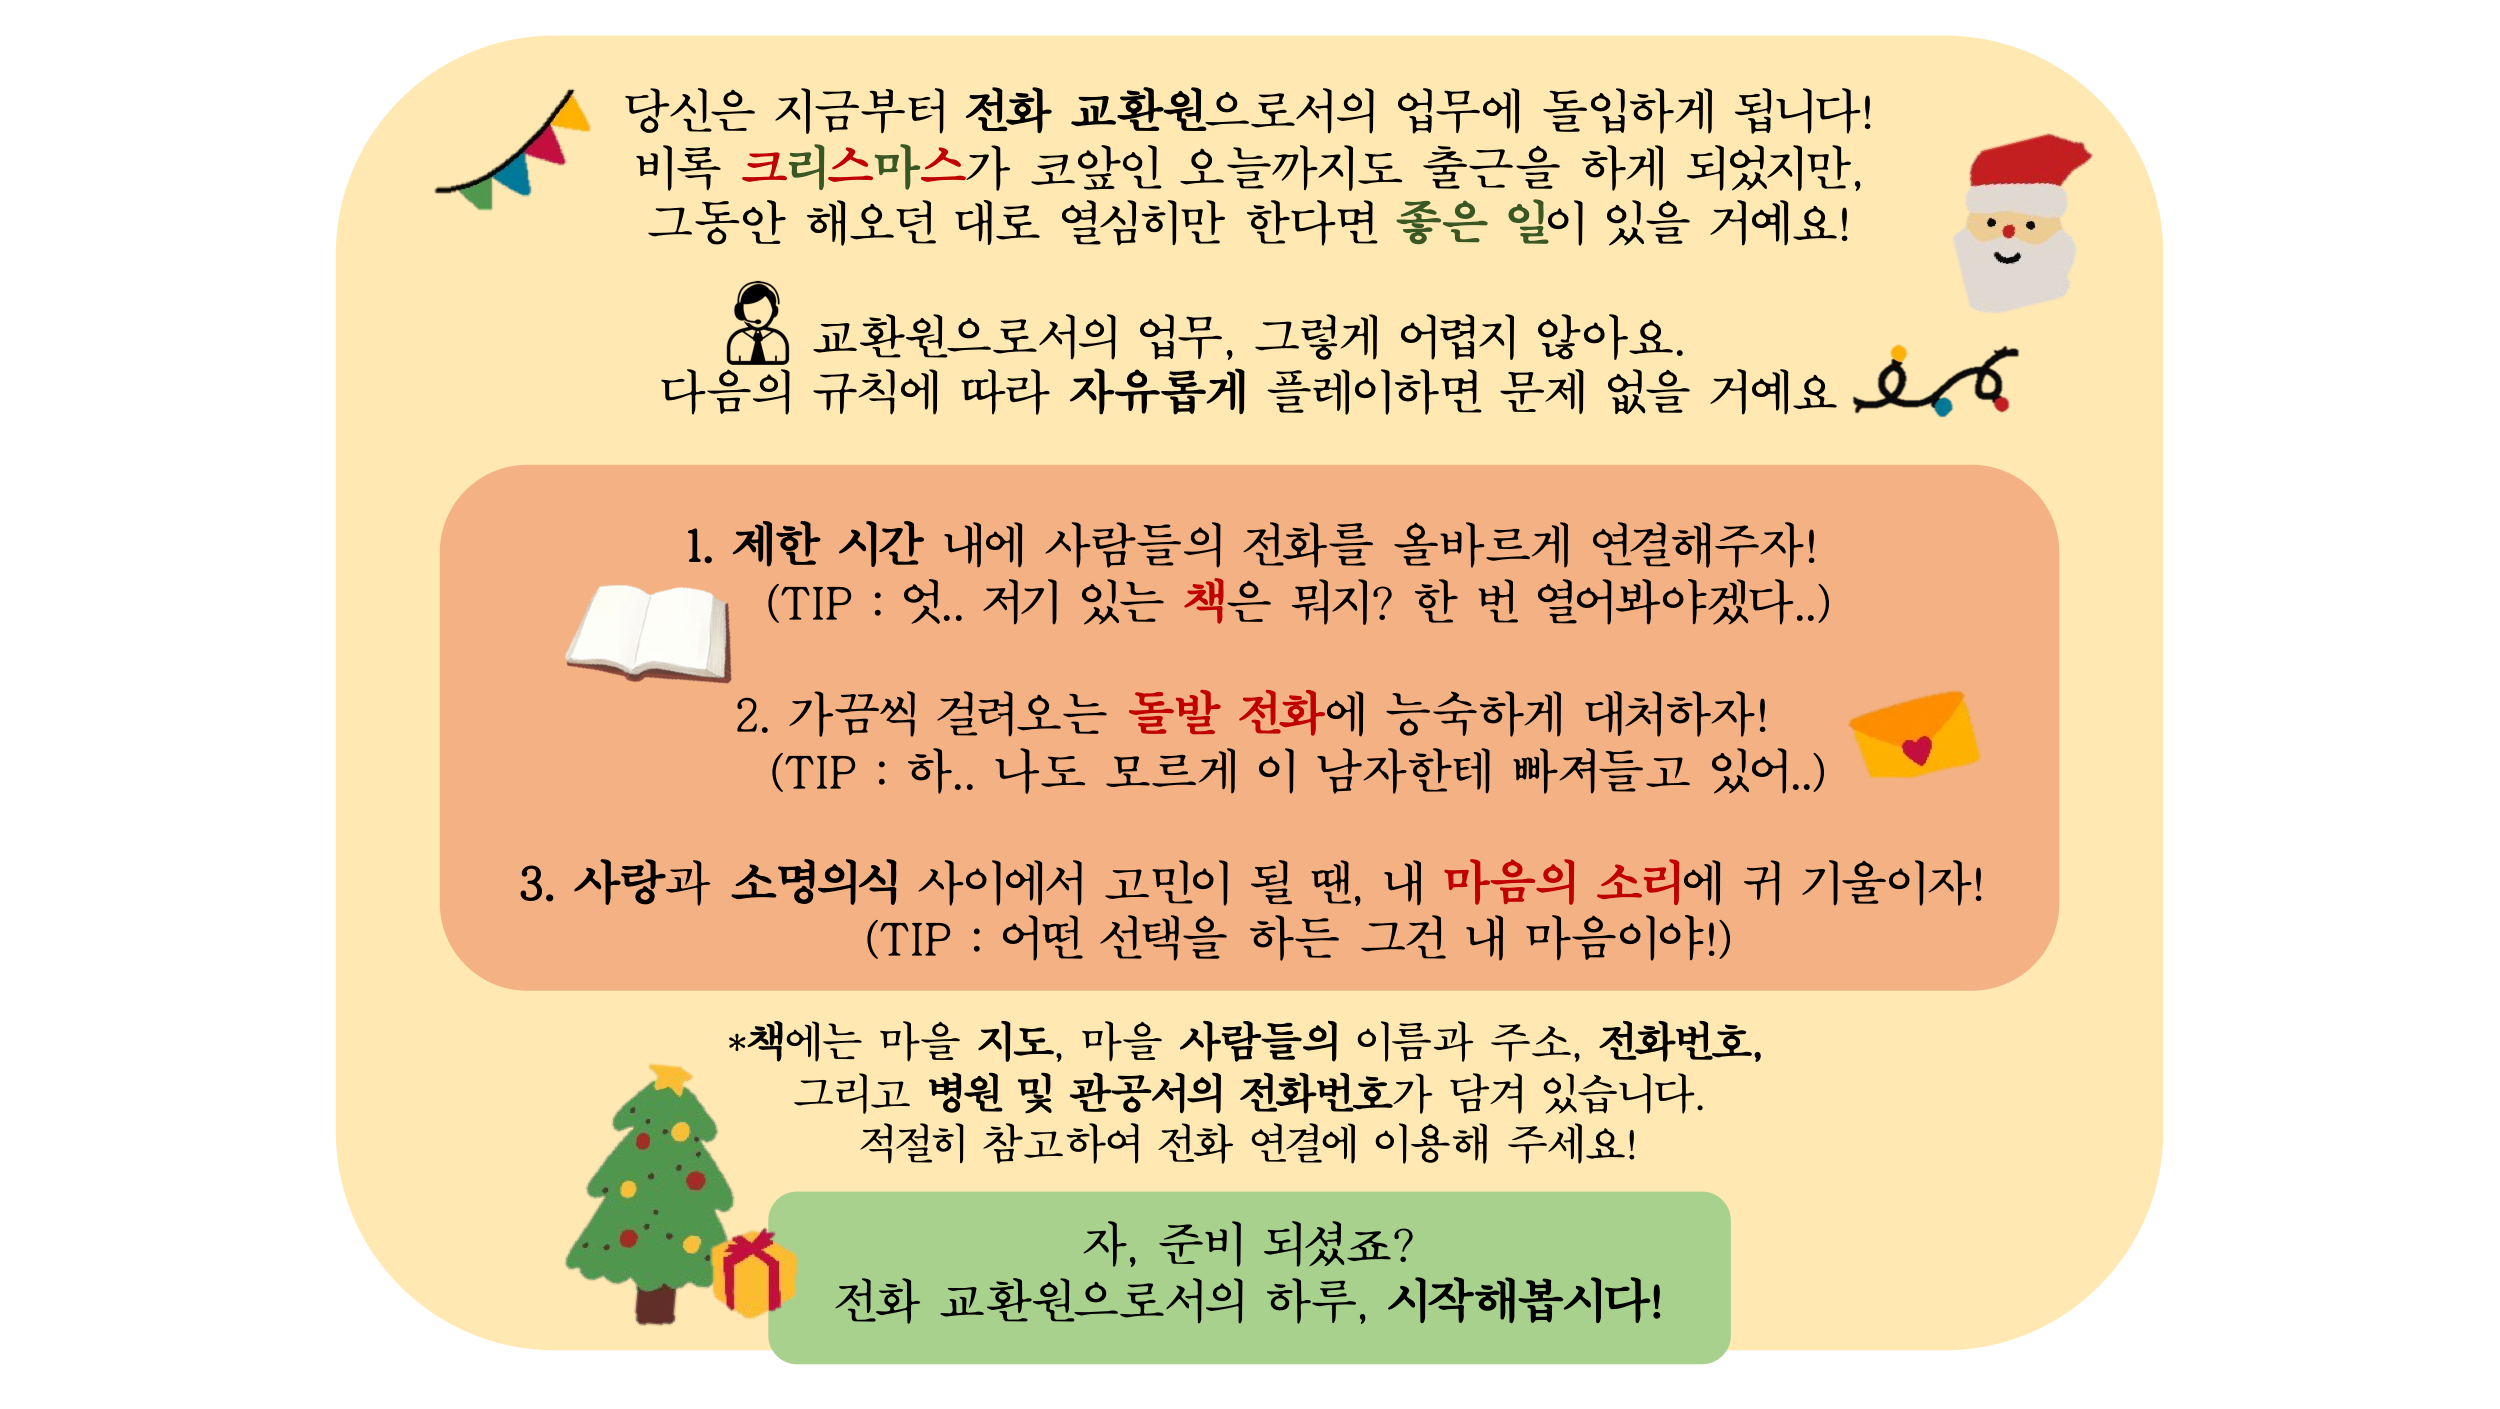 당신은 지금부터 전화 교환원으로서의 업무에 돌입하게 됩니다!
비록 크리스마스가 코앞인 오늘까지도 출근을 하게 되었지만,
그동안 해오던 대로 열심히만 한다면 좋은 일이 있을 거예요!
교환원으로서의 업무, 그렇게 어렵지 않아요.
다음의 규칙에 따라 자유롭게 플레이하면 문제 없을 거예요
1. 제한 시간 내에 사람들의 전화를 올바르게 연결해주자!
(TIP : 엇.. 저기 있는 책은 뭐지? 한 번 열어봐야겠다..)
2. 가끔씩 걸려오는 돌발 전화에 능숙하게 대처하자!
(TIP : 하.. 나도 모르게 이 남자한테 빠져들고 있어..)
3. 사랑과 소명의식 사이에서 고민이 될 땐, 내 마음의 소리에 귀 기울이자!
(TIP : 어떤 선택을 하든 그건 내 마음이야!)
*책에는 마을 지도, 마을 사람들의 이름과 주소, 전화번호,
그리고 병원 및 관공서의 전화번호가 담겨 있습니다.
적절히 참고하여 전화 연결에 이용해 주세요!
자, 준비 되셨죠?
전화 교환원으로서의 하루, 시작해봅시다!